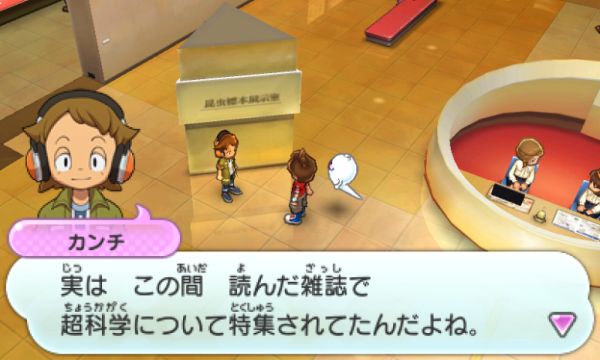 昆虫標本展示室
カンチ
実は　この間　読んだ雑誌で
超科学について特集されてたんだよね。